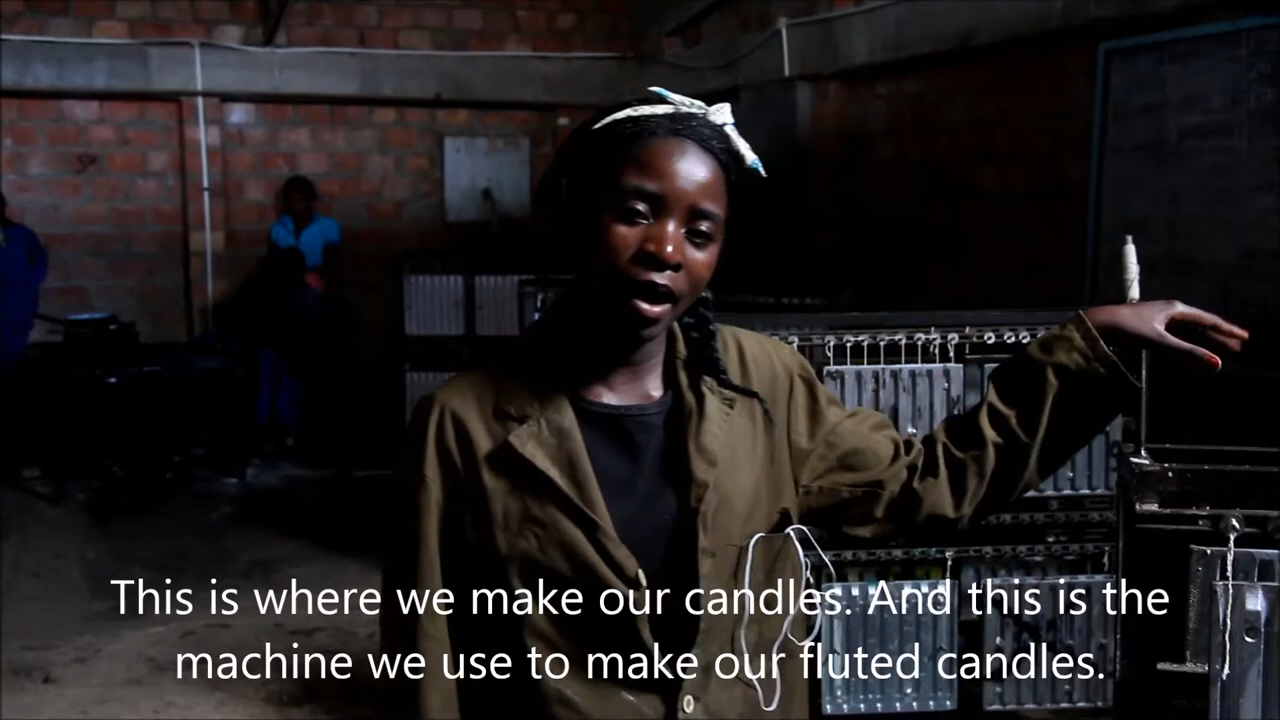 This is where we make our candles. And this is the
machine we use to make our fluted candles.